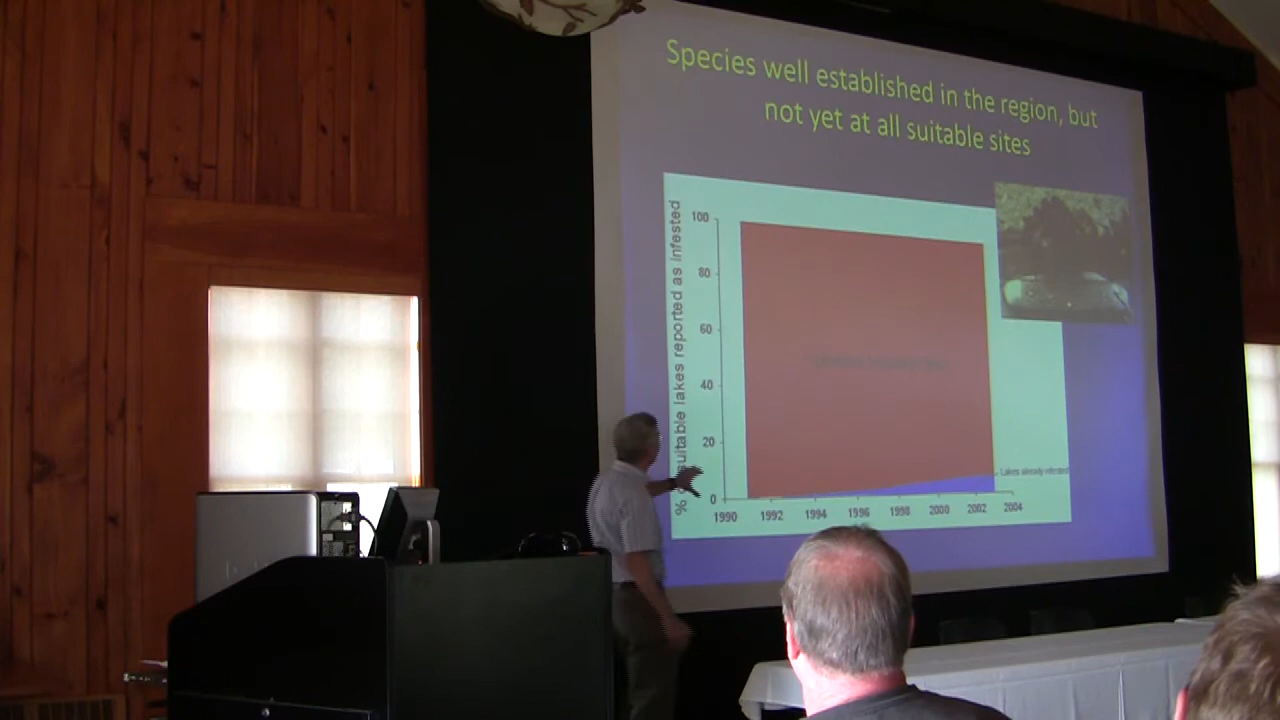 Species well established in the region, but
not yet at all suitable sites
% suitable lakes reported as infested
100
80
60
40
20
0
1990 1992 1994 1996 1998 2000 2002 2004
Lakes already infested